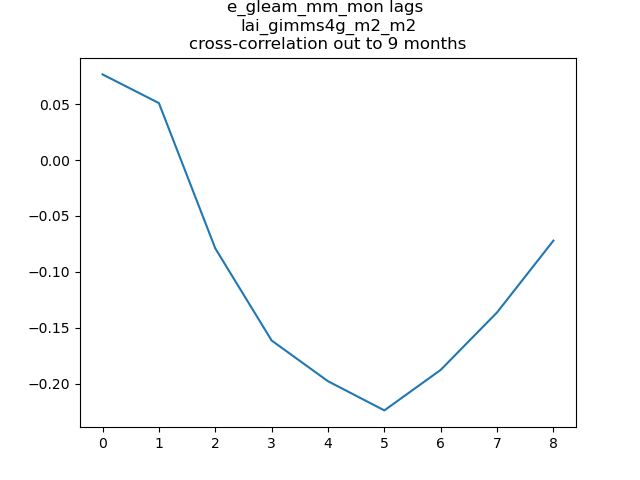 e_gleam_mm_mon lags
lai_gimms4g_m2_m2
cross-correlation out to 9 months
0.05
0.00
−0.05
−0.10
−0.15
−0.20
0 1 2 3 4 5 6 7 8